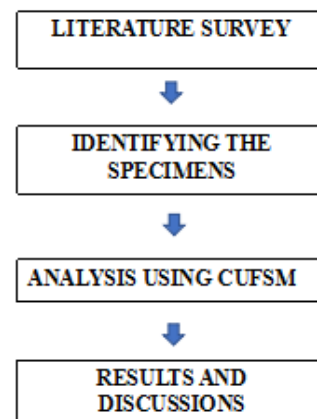 LITERATURE SURVEY
IDENTIFYING THE
SPECIMENS
ANALYSIS USING CUFSM
RESULTS AND
DISCUSSIONS